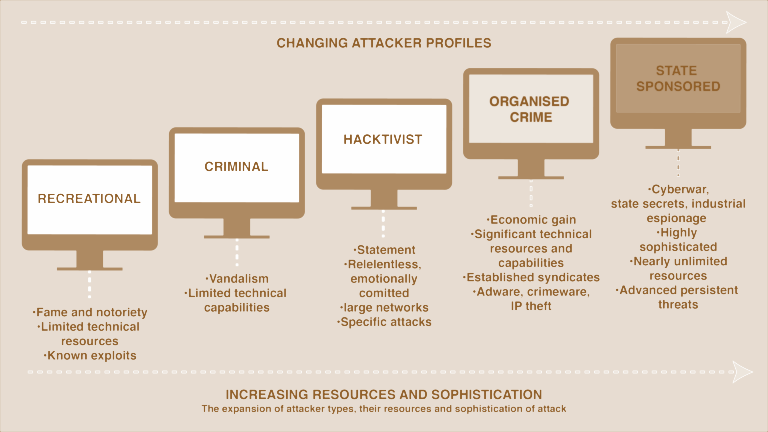 CHANGING ATTACKER PROFILES
RECREATIONAL
•Fame and notoriety
•Limited technical
resources
•Known exploits
CRIMINAL
•Vandalism
•Limited technical
capabilities
HACKTIVIST
•Statement
•Relelentless,
emotionally
comitted
•large networks
•Specific attacks
ORGANISED
CRIME
•Economic gain
•Significant technical
resources and
capabilities
•Established syndicates
•Adware, crimeware,
IP theft
STATE
SPONSORED
•Cyberwar,
state secrets, industrial
espionage
•Highly
sophisticated
•Nearly unlimited
resources
•Advanced persistent
threats
INCREASING RESOURCES AND SOPHISTICATION
The expansion of attacker types, their resources and sophistication of attack